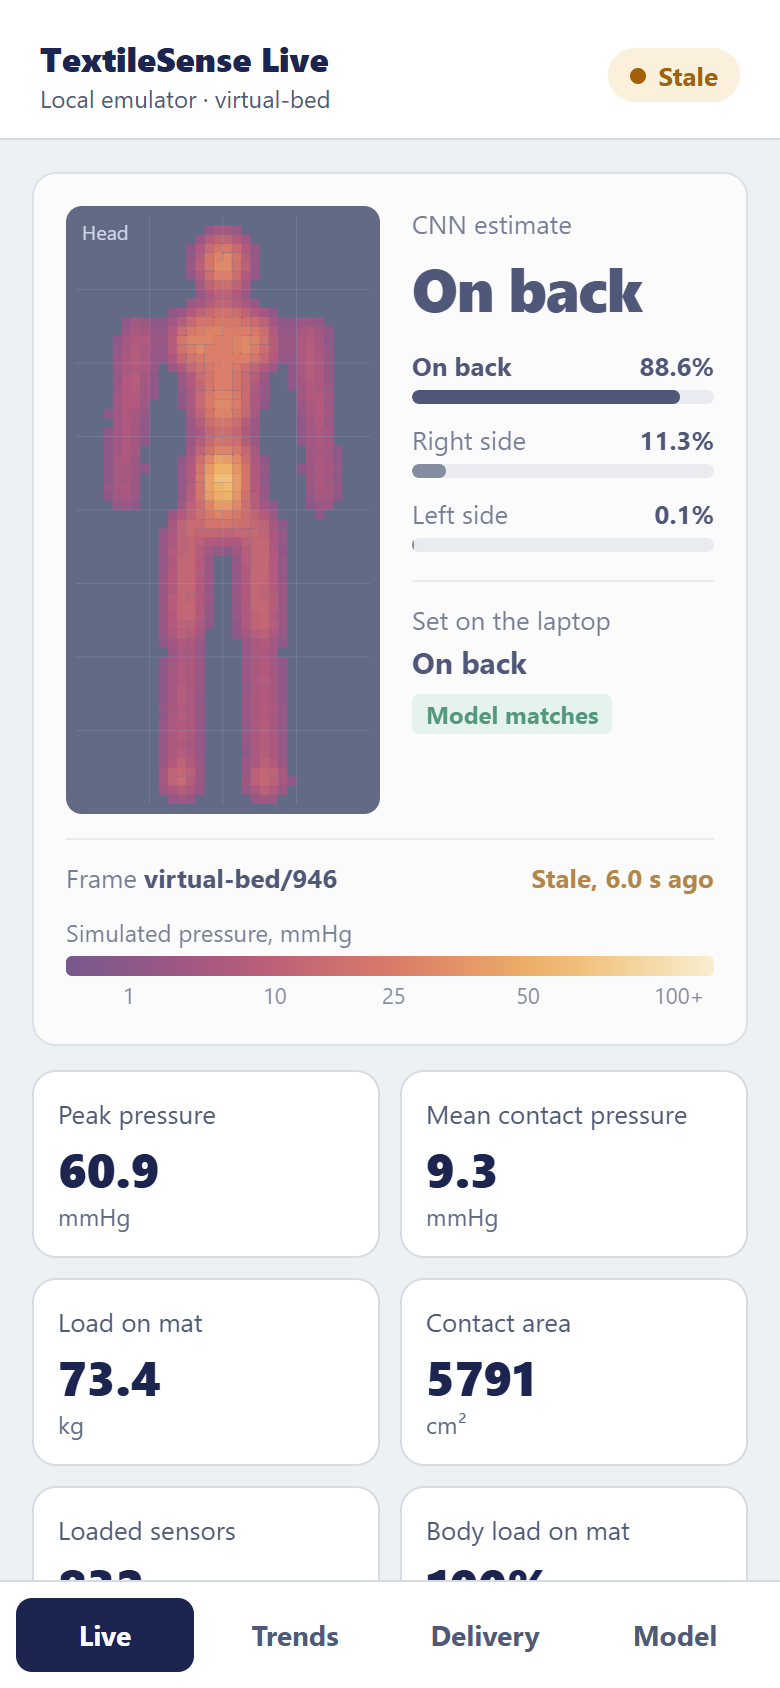 TextileSense Live
Local emulator · virtual-bed
Stale
Head
CNN estimate
On back
On back 88.6%
Right side 11.3%
Left side 0.1%
Set on the laptop
On back
Model matches
Frame virtual-bed/946
Stale, 6.0 s ago
Simulated pressure, mmHg
1 10 25 50 100+
Peak pressure
60.9
mmHg
Mean contact pressure
9.3
mmHg
Load on mat
73.4
kg
Contact area
5791
cm²
Loaded sensors
Body load on mat
Live Trends Delivery Model